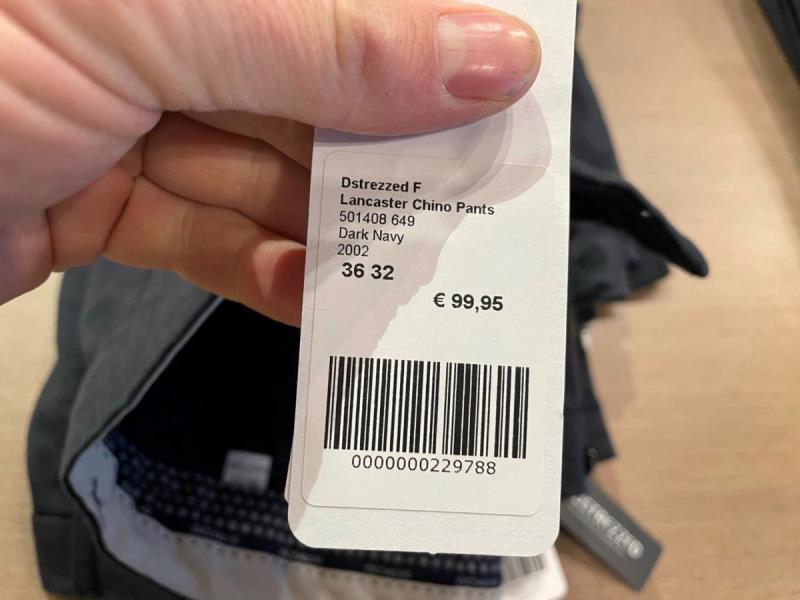 Dstrezzed F
Lancaster Chino Pants
501408 649
Dark Navy
2002
36 32
€ 99,95
0000000229788